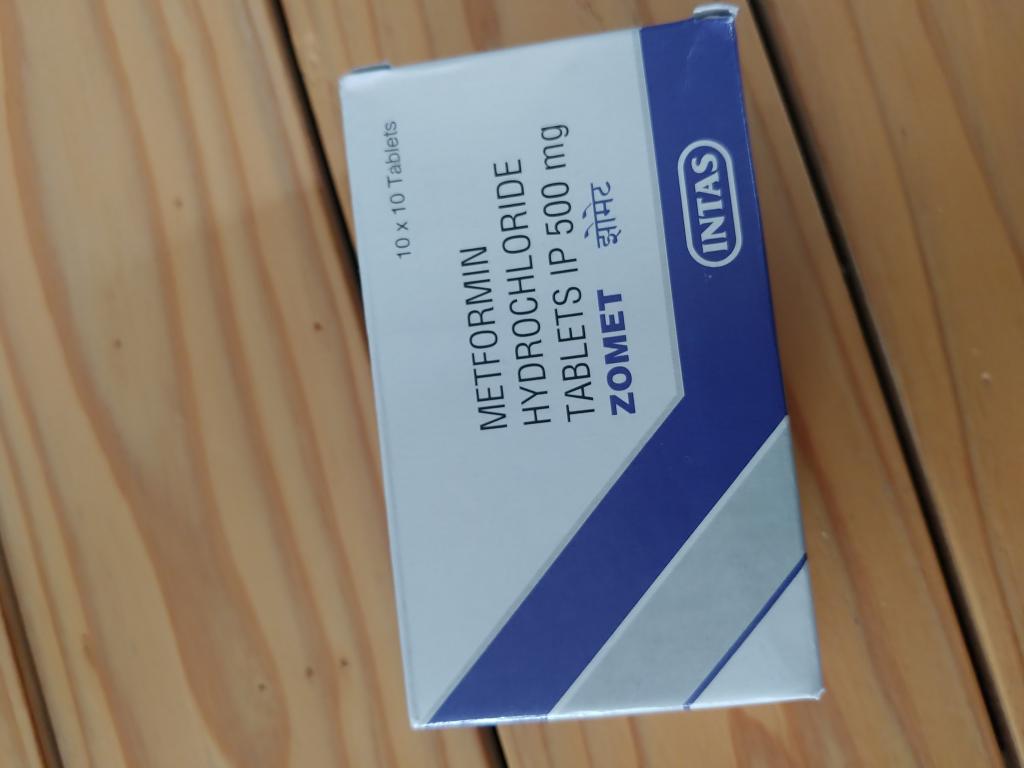 10 x 10 Tablets
METFORMIN
HYDROCHLORIDE
TABLETS IP 500 mg
ZOMET झोमेट
INTAS